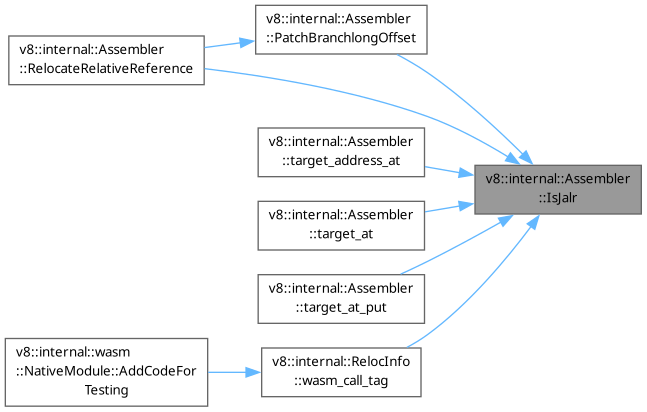 v8::internal::Assembler
::PatchBranchlongOffset
v8::internal::Assembler
::RelocateRelativeReference
v8::internal::Assembler
::target_address_at
v8::internal::Assembler
::IsJalr
v8::internal::Assembler
::target_at
v8::internal::Assembler
::target_at_put
v8::internal::wasm
::NativeModule::AddCodeFor
Testing
v8::internal::RelocInfo
::wasm_call_tag